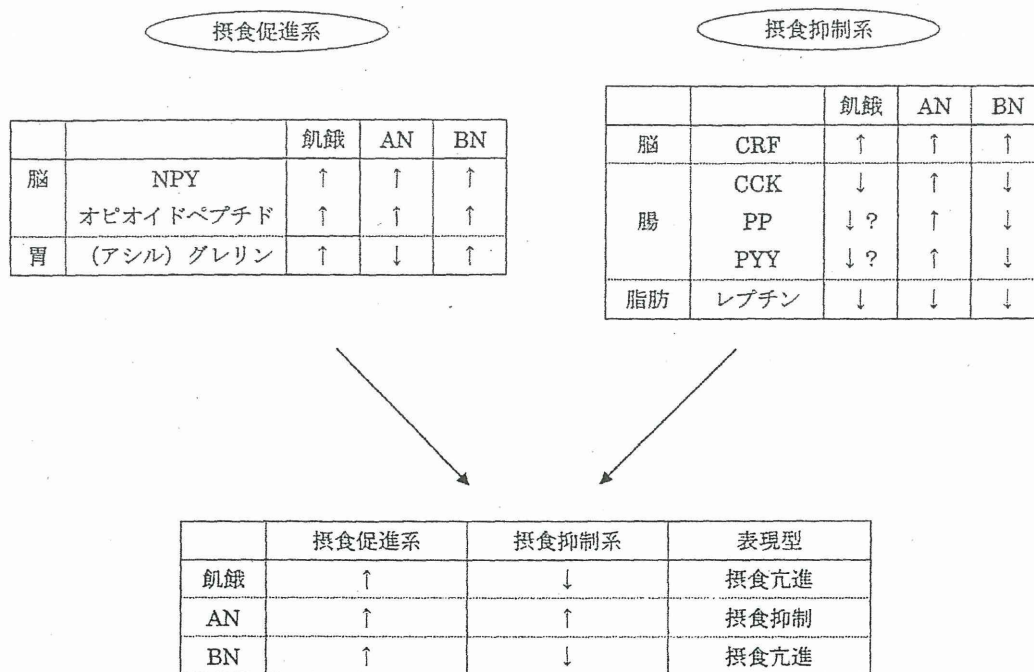 摂食促進系
摂食抑制系
飢餓 AN BN
脳 NPY ↑ ↑ ↑
オピオイドペプチド ↑ ↑ ↑
胃 (アシル) グレリン ↑ ↓ ↑
飢餓 AN BN
脳 CRF ↑ ↑ ↑
CCK ↓ ↑ ↓
腸 PP ↓? ↑ ↓
PYY ↓? ↑ ↓
脂肪 レプチン ↓ ↓ ↓
摂食促進系 摂食抑制系 表現型
飢餓 ↑ ↓ 摂食亢進
AN ↑ ↑ 摂食抑制
BN ↑ ↓ 摂食亢進